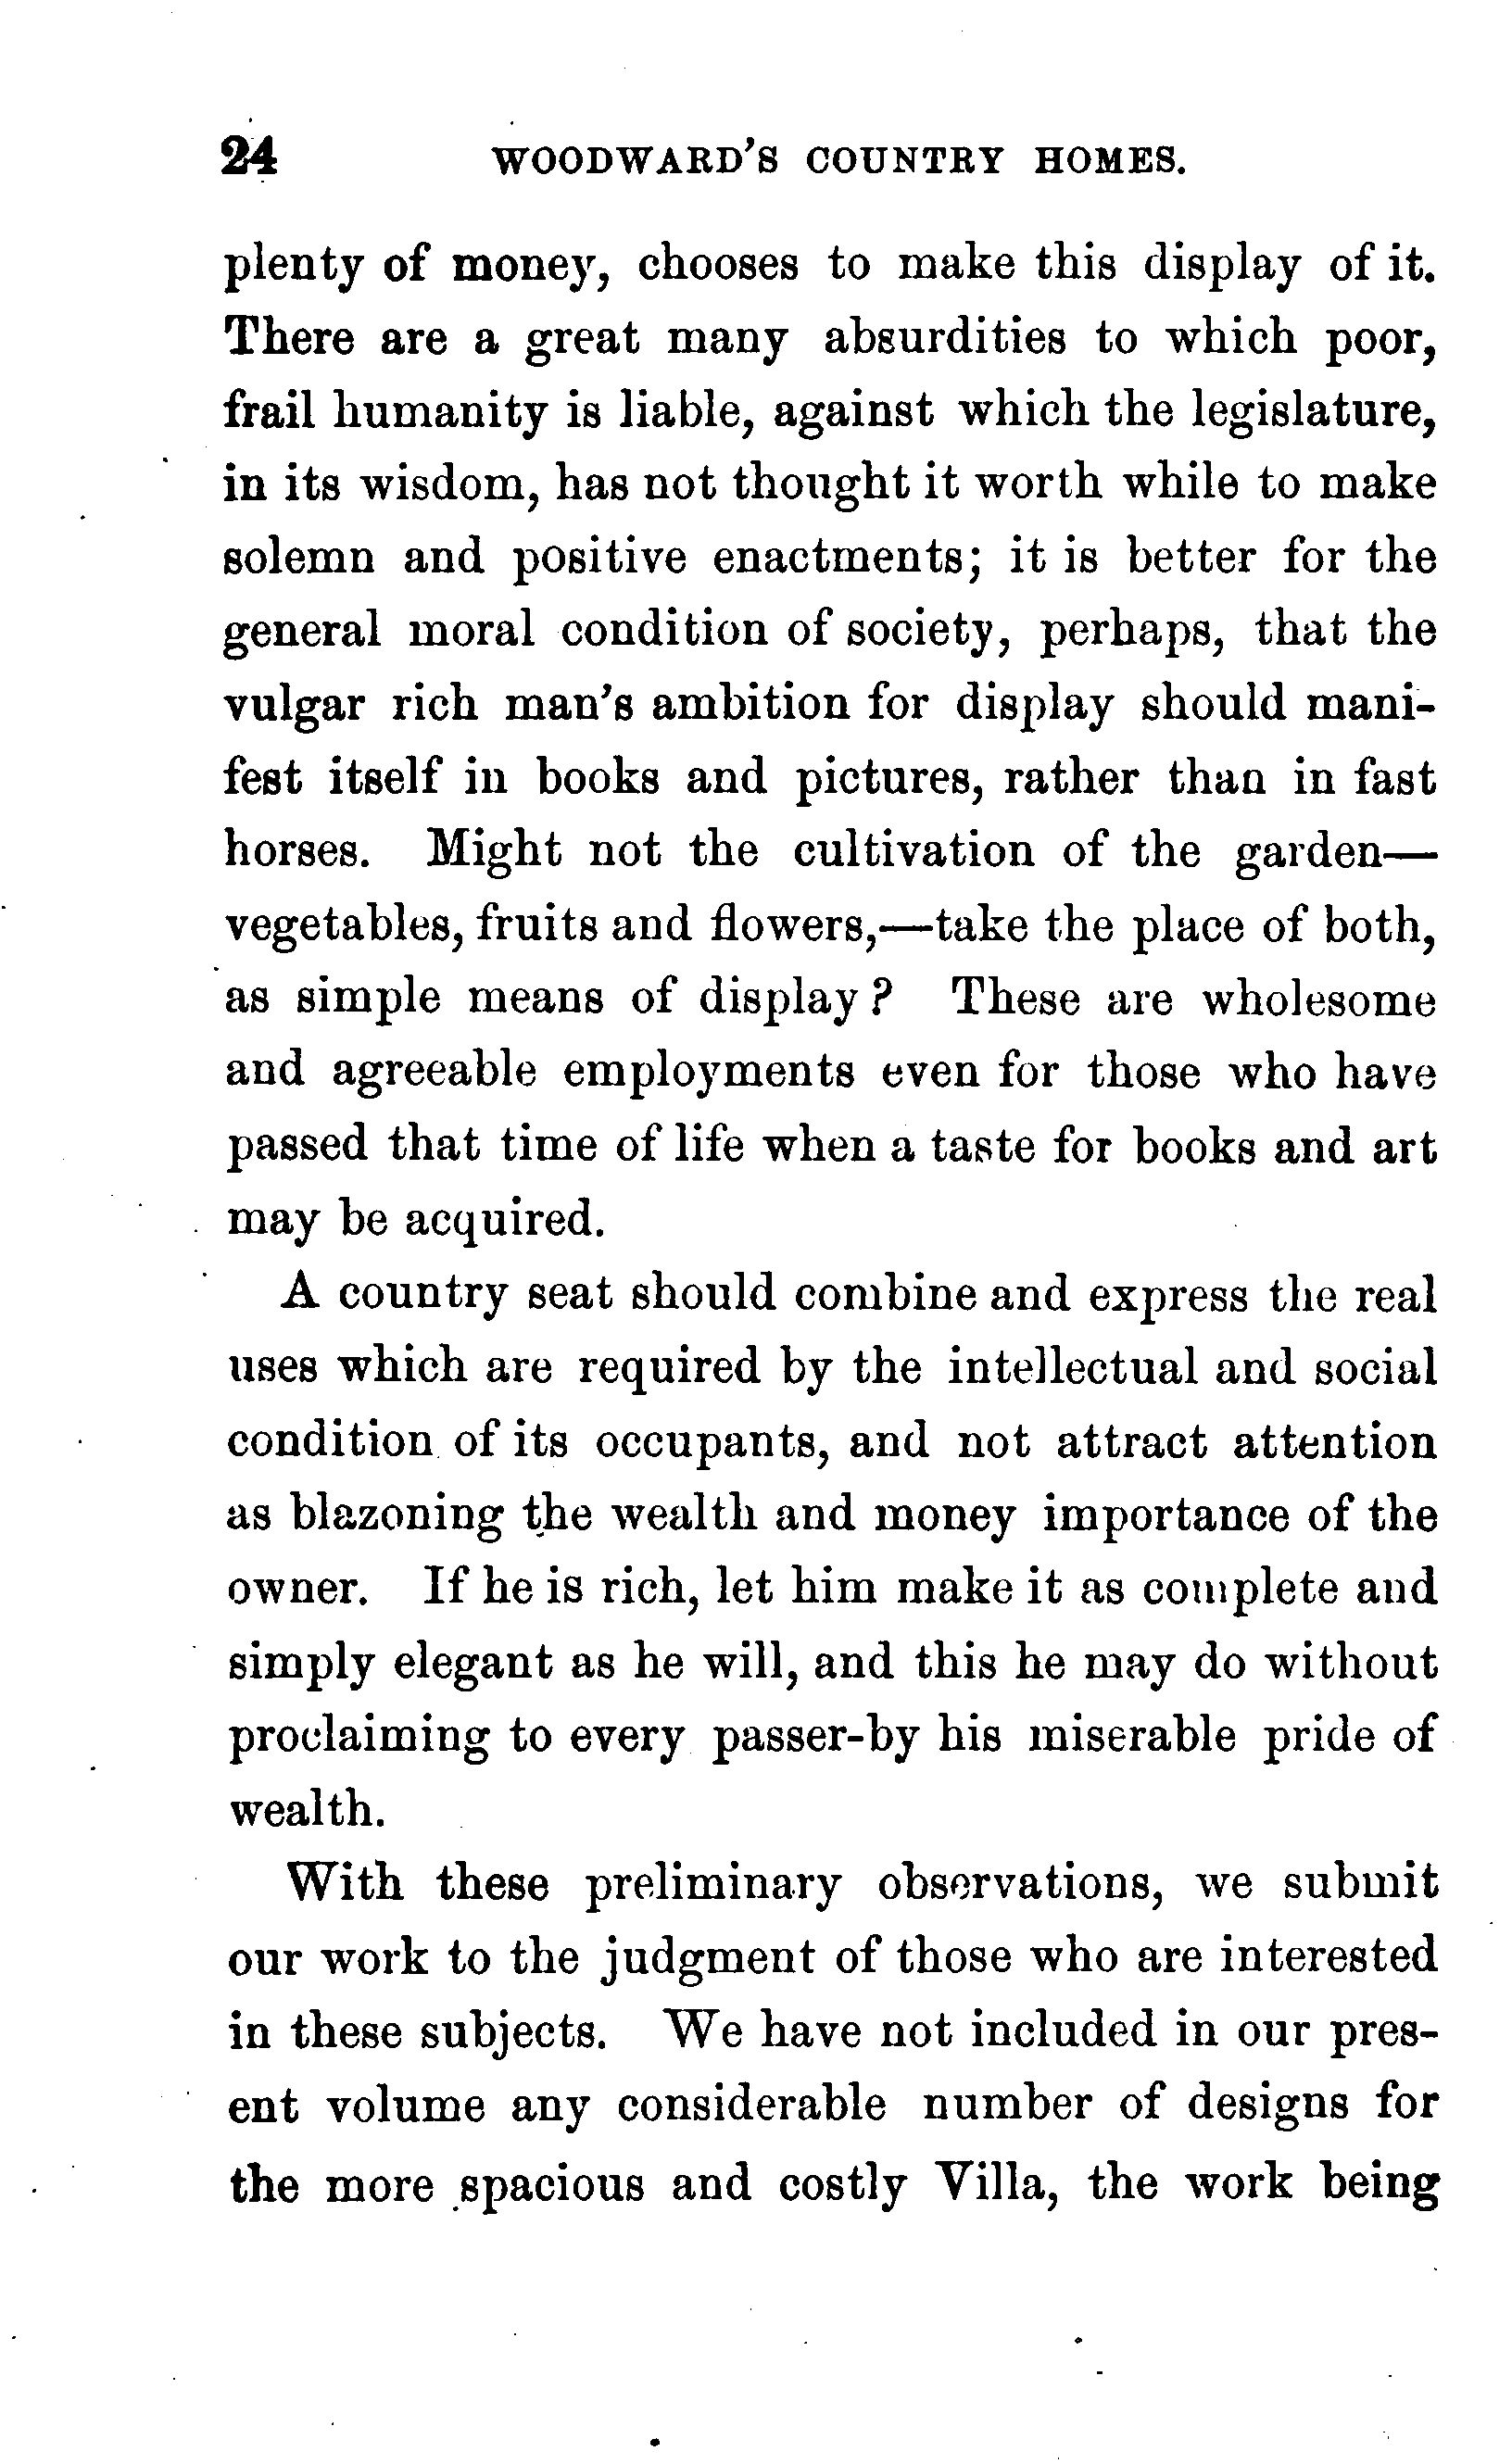 24 WOODWARD'S COUNTRY HOMES.
plenty of money, chooses to make this display of it.
There are a great many absurdities to which poor,
frail humanity is liable, against which the legislature,
in its wisdom, has not thought it worth while to make
solemn and positive enactments; it is better for the
general moral condition of society, perhaps, that the
vulgar rich man's ambition for display should mani-
fest itself in books and pictures, rather than in fast
horses. Might not the cultivation of the garden—
vegetables, fruits and flowers,—take the place of both,
as simple means of display? These are wholesome
and agreeable employments even for those who have
passed that time of life when a taste for books and art
may be acquired.
A country seat should combine and express the real
uses which are required by the intellectual and social
condition of its occupants, and not attract attention
as blazoning the wealth and money importance of the
owner. If he is rich, let him make it as complete and
simply elegant as he will, and this he may do without
proclaiming to every passer-by his miserable pride of
wealth.
With these preliminary observations, we submit
our work to the judgment of those who are interested
in these subjects. We have not included in our pres-
ent volume any considerable number of designs for
the more spacious and costly Villa, the work being